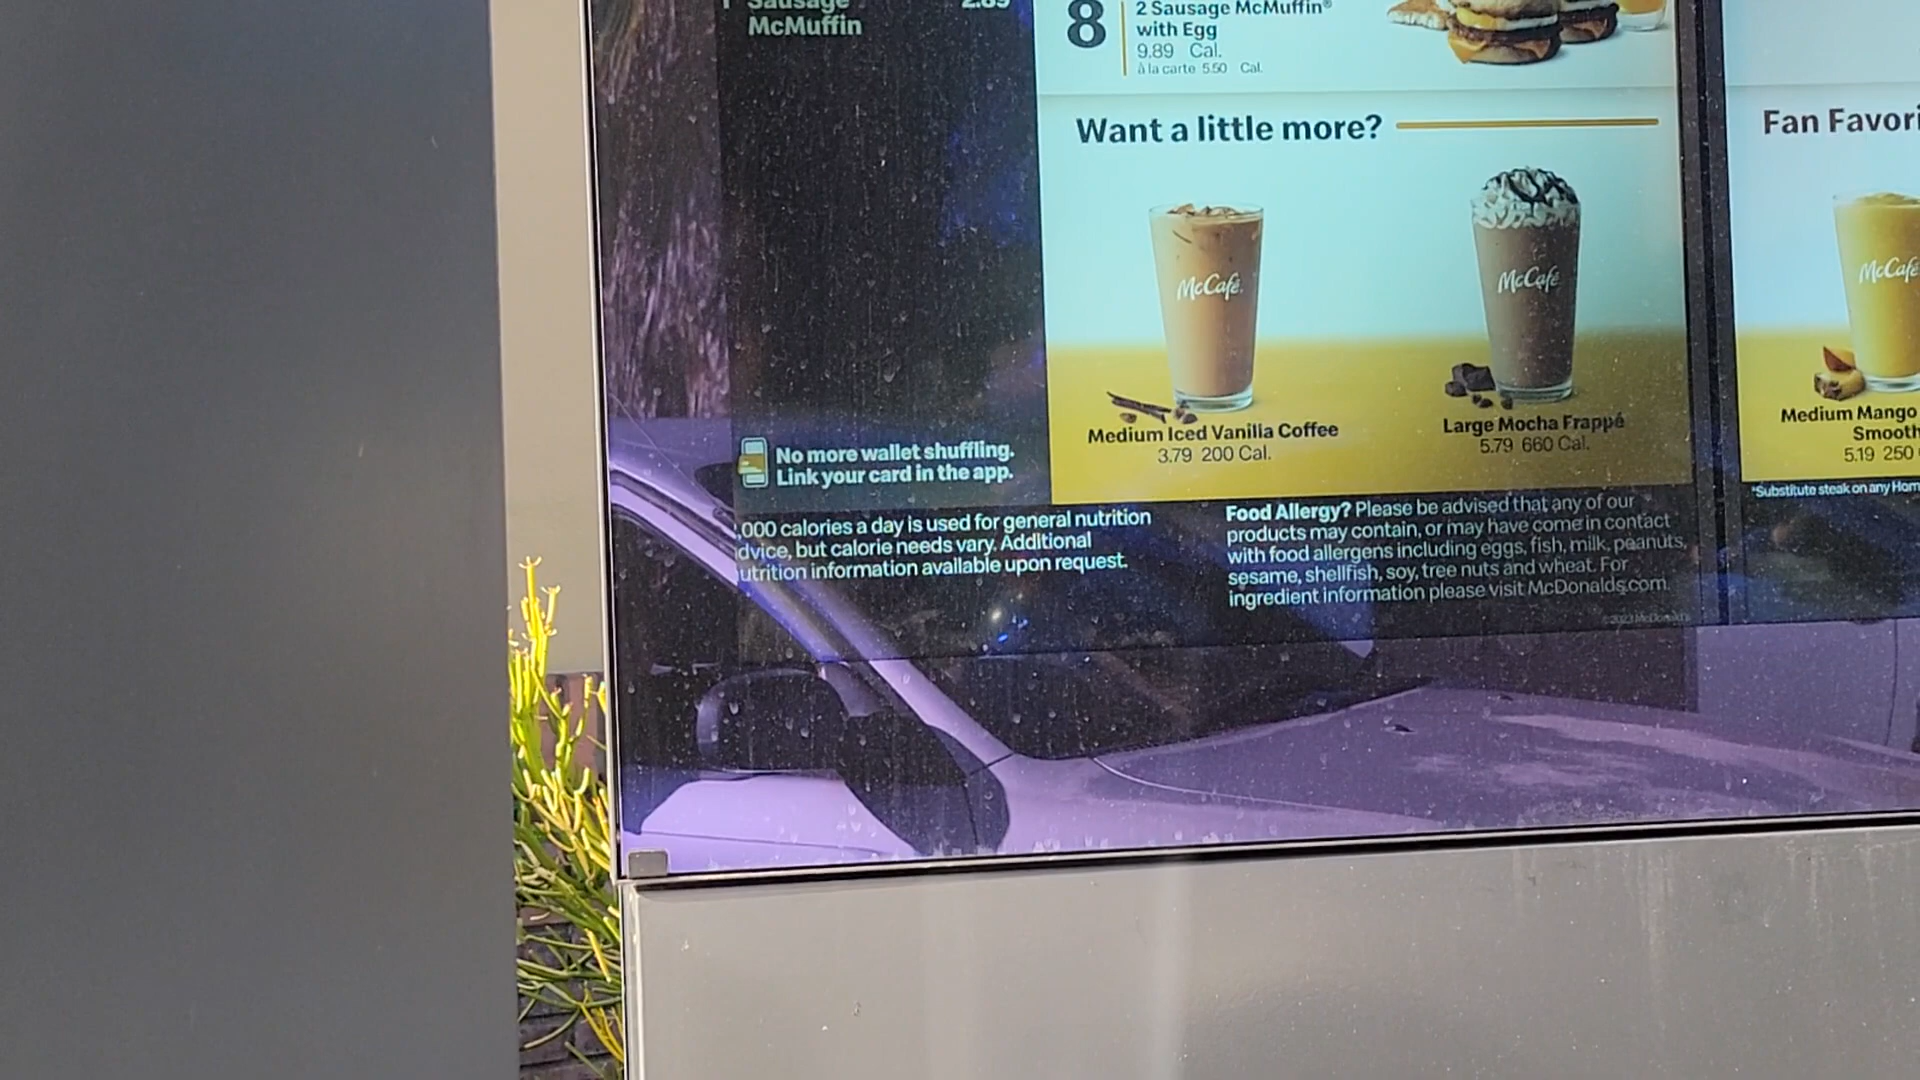 Sausage 2.89
McMuffin
8
2 Sausage McMuffin®
with Egg
9.89 Cal.
à la carte 5.50 Cal.
Want a little more?
McCafé
McCafé
Medium Iced Vanilla Coffee
3.79 200 Cal.
Large Mocha Frappé
5.79 660 Cal.
Fan Favori
McCafé
Medium Mango
Smooth
5.19 250
*Substitute steak on any Hom
No more wallet shuffling.
Link your card in the app.
,000 calories a day is used for general nutrition
dvice, but calorie needs vary. Additional
utrition information available upon request.
Food Allergy? Please be advised that any of our
products may contain, or may have come in contact
with food allergens including eggs, fish, milk, peanuts,
sesame, shellfish, soy, tree nuts and wheat. For
ingredient information please visit McDonalds.com.
©2023 McDonald's